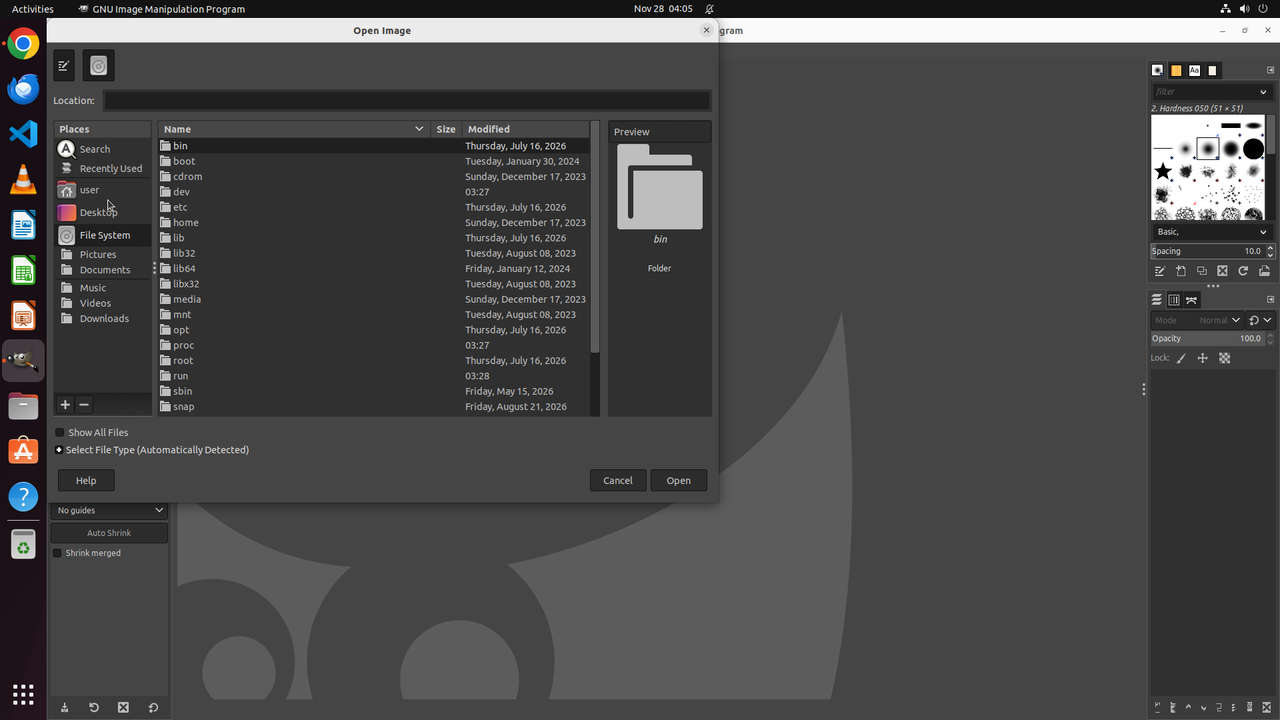 Activities
GNU Image Manipulation Program
Nov 28 04:05
Open Image
gram
Location:
Places
Search
Recently Used
user
Desktop
File System
Pictures
Documents
Music
Videos
Downloads
Name Size Modified
bin Thursday, July 16, 2026
boot Tuesday, January 30, 2024
cdrom Sunday, December 17, 2023
dev 03:27
etc Thursday, July 16, 2026
home Sunday, December 17, 2023
lib Thursday, July 16, 2026
lib32 Tuesday, August 08, 2023
lib64 Friday, January 12, 2024
libx32 Tuesday, August 08, 2023
media Sunday, December 17, 2023
mnt Tuesday, August 08, 2023
opt Thursday, July 16, 2026
proc 03:27
root Thursday, July 16, 2026
run 03:28
sbin Friday, May 15, 2026
snap Friday, August 21, 2026
Preview
bin
Folder
Show All Files
Select File Type (Automatically Detected)
Help
Cancel
Open
No guides
Auto Shrink
Shrink merged
Aa
filter
2. Hardness 050 (51 × 51)
Basic,
Spacing 10.0
Mode Normal
Opacity 100.0
Lock: